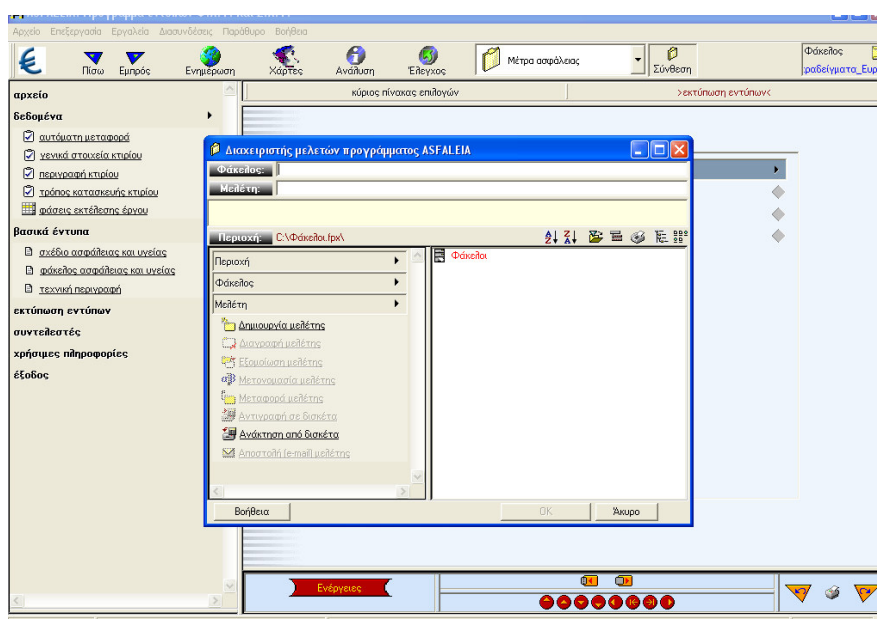 Αρχείο Επεξεργασία Εργαλεία Διασυνδέσεις Παράθυρο Βοήθεια
Πίσω Εμπρός Ενημέρωση Χάρτες Ανάλυση Έλεγχος Μέτρα ασφάλειας Σύνθεση Φάκελος
κύριος πίνακας επιλογών >εκτύπωση εντύπων<
αρχείο
δεδομένα
αυτόματη μεταφορά
γενικά στοιχεία κτιρίου
περιγραφή κτιρίου
τρόπος κατασκευής κτιρίου
φάσεις εκτέλεσης έργου
βασικά έντυπα
σχέδιο ασφάλειας και υγείας
φάκελος ασφάλειας και υγείας
τεχνική περιγραφή
εκτύπωση εντύπων
συντελεστές
χρήσιμες πληροφορίες
έξοδος
Διαχειριστής μελετών προγράμματος ASFALEIA
Φάκελος:
Μελέτη:
Περιοχή: C:\Φάκελοι.fpx\
Περιοχή
Φάκελος
Μελέτη
Δημιουργία μελέτης
Διαγραφή μελέτης
Εξομοίωση μελέτης
Μετονομασία μελέτης
Μεταφορά μελέτης
Αντιγραφή σε δισκέτα
Ανάκτηση από δισκέτα
Αποστολή (e-mail) μελέτης
Φάκελοι
Βοήθεια OK Άκυρο
Ενέργειες